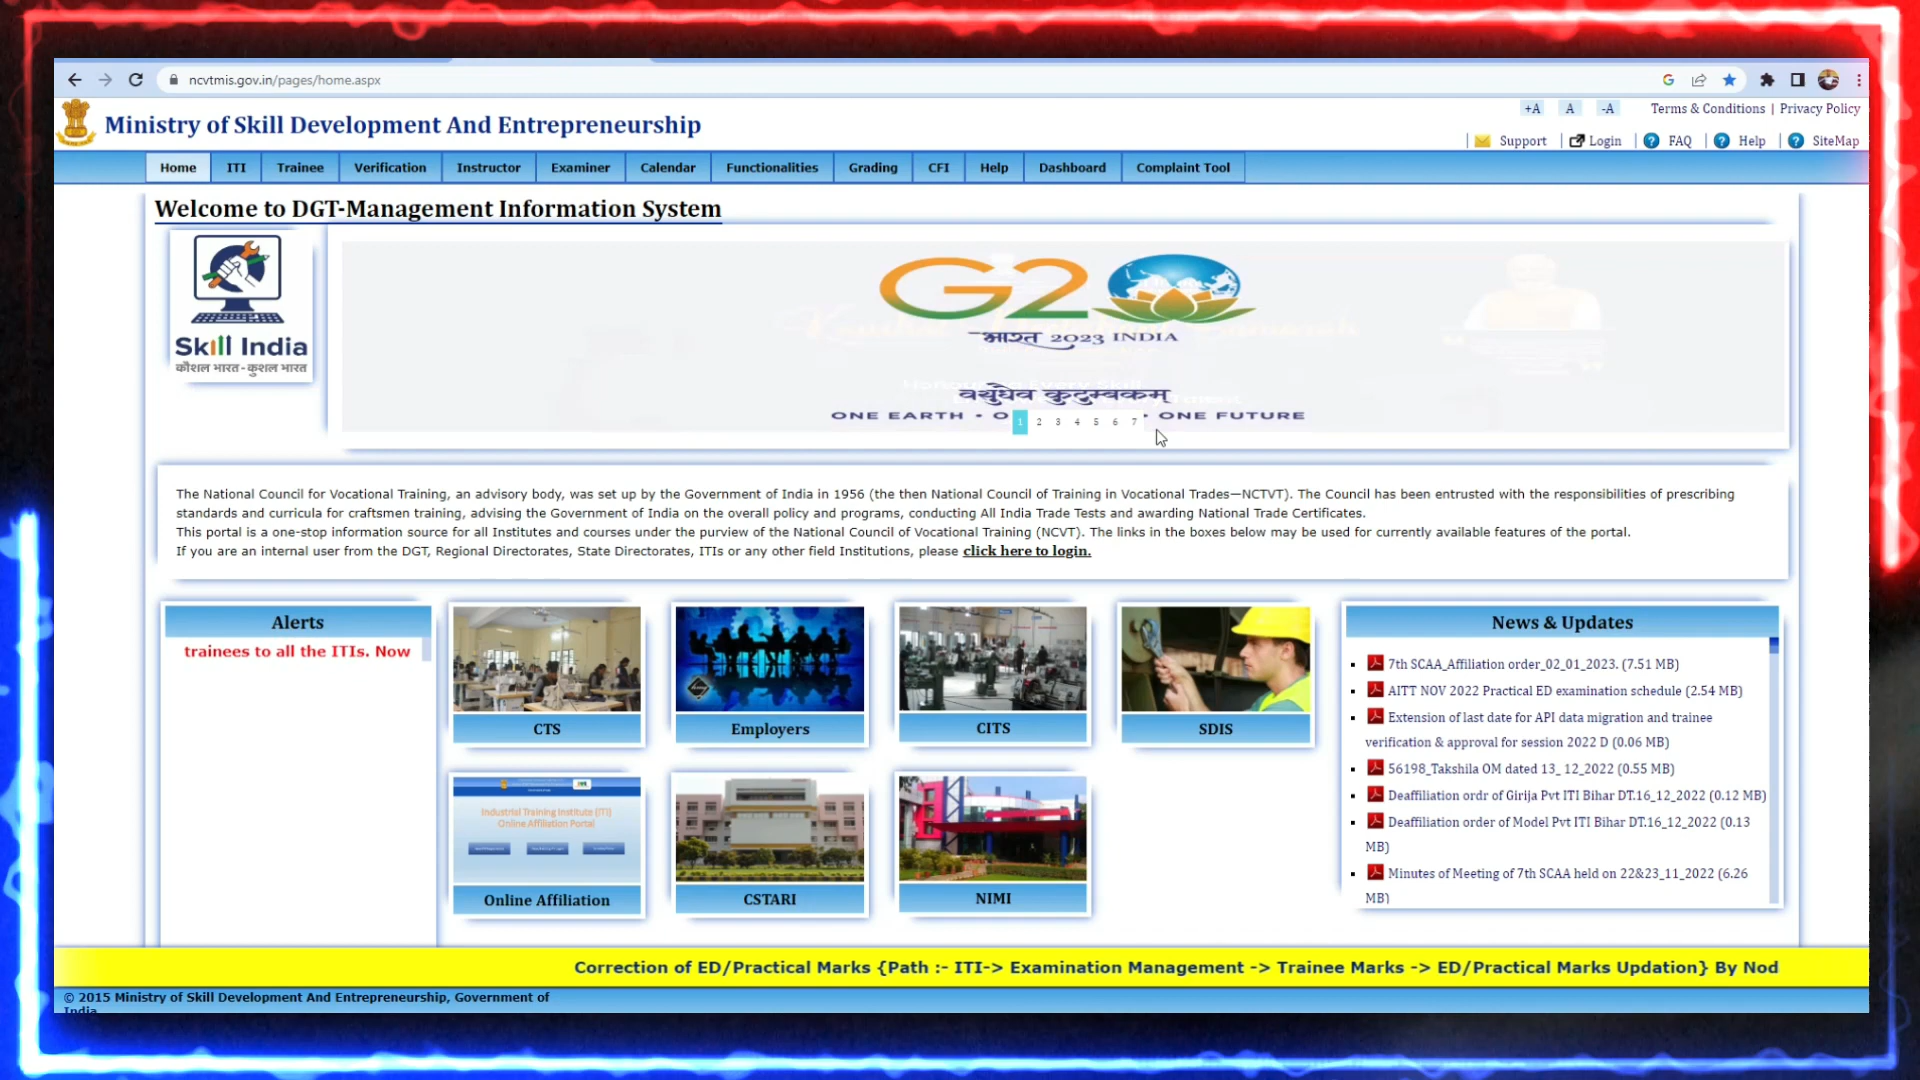 ncvtmis.gov.in/pages/home.aspx
+A A -A Terms & Conditions | Privacy Policy
Ministry of Skill Development And Entrepreneurship
Support Login FAQ Help SiteMap
Home ITI Trainee Verification Instructor Examiner Calendar Functionalities Grading CFI Help Dashboard Complaint Tool
Welcome to DGT-Management Information System
Skill India
कौशल भारत-कुशल भारत
G2
भारत 2023 INDIA
वसुधैव कुटुम्बकम्
ONE EARTH • O • ONE FUTURE
1 2 3 4 5 6 7
The National Council for Vocational Training, an advisory body, was set up by the Government of India in 1956 (the then National Council of Training in Vocational Trades—NCTVT). The Council has been entrusted with the responsibilities of prescribing
standards and curricula for craftsmen training, advising the Government of India on the overall policy and programs, conducting All India Trade Tests and awarding National Trade Certificates.
This portal is a one-stop information source for all Institutes and courses under the purview of the National Council of Vocational Training (NCVT). The links in the boxes below may be used for currently available features of the portal.
If you are an internal user from the DGT, Regional Directorates, State Directorates, ITIs or any other field Institutions, please click here to login.
Alerts
trainees to all the ITIs. Now
CTS
Employers
CITS
SDIS
Industrial Training Institute (ITI)
Online Affiliation Portal
Online Affiliation
CSTARI
NIMI
News & Updates
7th SCAA_Affiliation order_02_01_2023. (7.51 MB)
AITT NOV 2022 Practical ED examination schedule (2.54 MB)
Extension of last date for API data migration and trainee
verification & approval for session 2022 D (0.06 MB)
56198_Takshila OM dated 13_ 12_2022 (0.55 MB)
Deaffiliation ordr of Girija Pvt ITI Bihar DT.16_12_2022 (0.12 MB)
Deaffiliation order of Model Pvt ITI Bihar DT.16_12_2022 (0.13
MB)
Minutes of Meeting of 7th SCAA held on 22&23_11_2022 (6.26
MB)
Correction of ED/Practical Marks {Path :- ITI-> Examination Management -> Trainee Marks -> ED/Practical Marks Updation} By Nod
© 2015 Ministry of Skill Development And Entrepreneurship, Government of
India